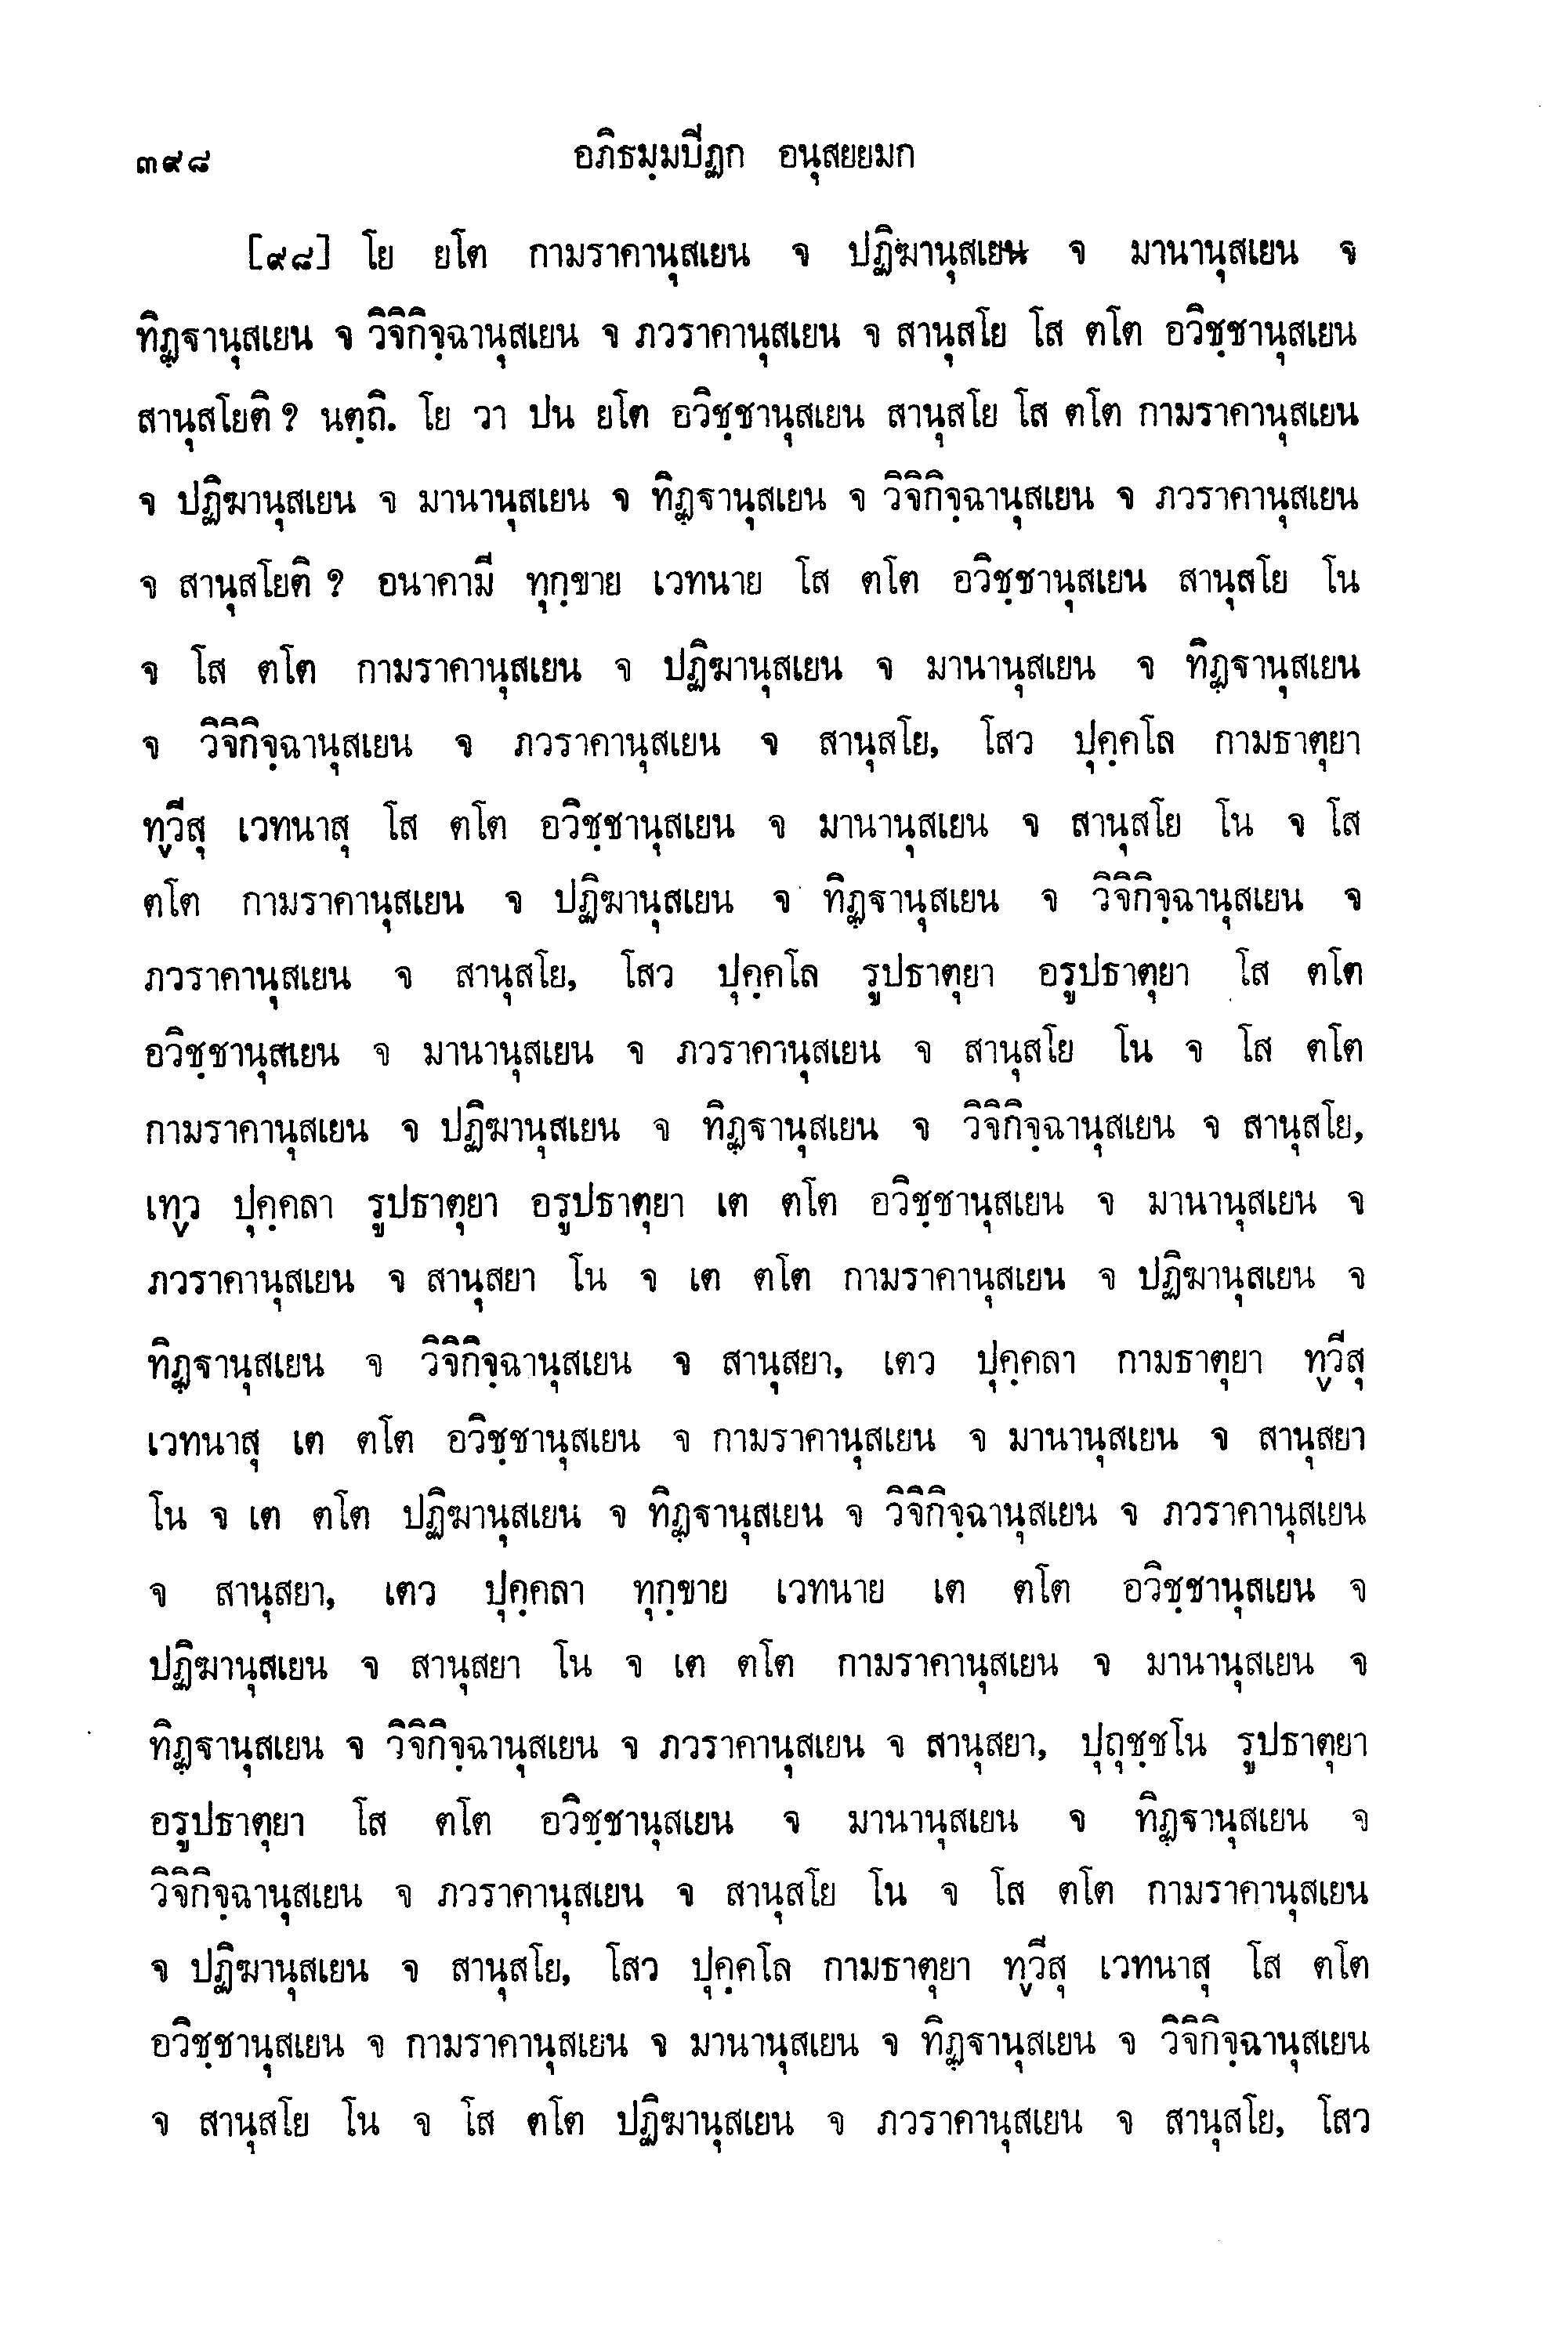 ๓๙๘ อภิธมฺมปีฏก อนุสยยมก
[๙๘] โย ยโต กามราคานุสเยน จ ปฏิฆานุสเยน จ มานานุสเยน จ
ทิฏฺฐานุสเยน จ วิจิกิจฺฉานุสเยน จ ภวราคานุสเยน จ สานุสโย โส ตโต อวิชฺชานุสเยน
สานุสโยติ ? นตฺถิ. โย วา ปน ยโต อวิชฺชานุสเยน สานุสโย โส ตโต กามราคานุสเยน
จ ปฏิฆานุสเยน จ มานานุสเยน จ ทิฏฺฐานุสเยน จ วิจิกิจฺฉานุสเยน จ ภวราคานุสเยน
จ สานุสโยติ ? อนาคามี ทุกฺขาย เวทนาย โส ตโต อวิชฺชานุสเยน สานุสโย โน
จ โส ตโต กามราคานุสเยน จ ปฏิฆานุสเยน จ มานานุสเยน จ ทิฏฺฐานุสเยน
จ วิจิกิจฺฉานุสเยน จ ภวราคานุสเยน จ สานุสโย, โสว ปุคฺคโล กามธาตุยา
ทฺวีสุ เวทนาสุ โส ตโต อวิชฺชานุสเยน จ มานานุสเยน จ สานุสโย โน จ โส
ตโต กามราคานุสเยน จ ปฏิฆานุสเยน จ ทิฏฺฐานุสเยน จ วิจิกิจฺฉานุสเยน จ
ภวราคานุสเยน จ สานุสโย, โสว ปุคฺคโล รูปธาตุยา อรูปธาตุยา โส ตโต
อวิชฺชานุสเยน จ มานานุสเยน จ ภวราคานุสเยน จ สานุสโย โน จ โส ตโต
กามราคานุสเยน จ ปฏิฆานุสเยน จ ทิฏฺฐานุสเยน จ วิจิกิจฺฉานุสเยน จ สานุสโย,
เทฺว ปุคฺคลา รูปธาตุยา อรูปธาตุยา เต ตโต อวิชฺชานุสเยน จ มานานุสเยน จ
ภวราคานุสเยน จ สานุสยา โน จ เต ตโต กามราคานุสเยน จ ปฏิฆานุสเยน จ
ทิฏฺฐานุสเยน จ วิจิกิจฺฉานุสเยน จ สานุสยา, เตว ปุคฺคลา กามธาตุยา ทฺวีสุ
เวทนาสุ เต ตโต อวิชฺชานุสเยน จ กามราคานุสเยน จ มานานุสเยน จ สานุสยา
โน จ เต ตโต ปฏิฆานุสเยน จ ทิฏฺฐานุสเยน จ วิจิกิจฺฉานุสเยน จ ภวราคานุสเยน
จ สานุสยา, เตว ปุคฺคลา ทุกฺขาย เวทนาย เต ตโต อวิชฺชานุสเยน จ
ปฏิฆานุสเยน จ สานุสยา โน จ เต ตโต กามราคานุสเยน จ มานานุสเยน จ
ทิฏฺฐานุสเยน จ วิจิกิจฺฉานุสเยน จ ภวราคานุสเยน จ สานุสยา, ปุถุชฺชโน รูปธาตุยา
อรูปธาตุยา โส ตโต อวิชฺชานุสเยน จ มานานุสเยน จ ทิฏฺฐานุสเยน จ
วิจิกิจฺฉานุสเยน จ ภวราคานุสเยน จ สานุสโย โน จ โส ตโต กามราคานุสเยน
จ ปฏิฆานุสเยน จ สานุสโย, โสว ปุคฺคโล กามธาตุยา ทฺวีสุ เวทนาสุ โส ตโต
อวิชฺชานุสเยน จ กามราคานุสเยน จ มานานุสเยน จ ทิฏฺฐานุสเยน จ วิจิกิจฺฉานุสเยน
จ สานุสโย โน จ โส ตโต ปฏิฆานุสเยน จ ภวราคานุสเยน จ สานุสโย, โสว